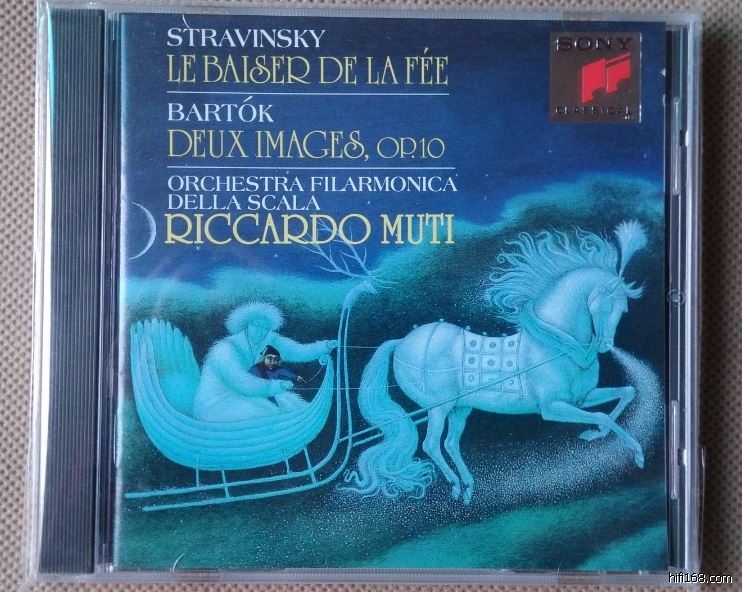 STRAVINSKY
LE BAISER DE LA FÉE
BARTÓK
DEUX IMAGES, OP.10
ORCHESTRA FILARMONICA
DELLA SCALA
RICCARDO MUTI
SONY
CLASSICAL
hifi168.com